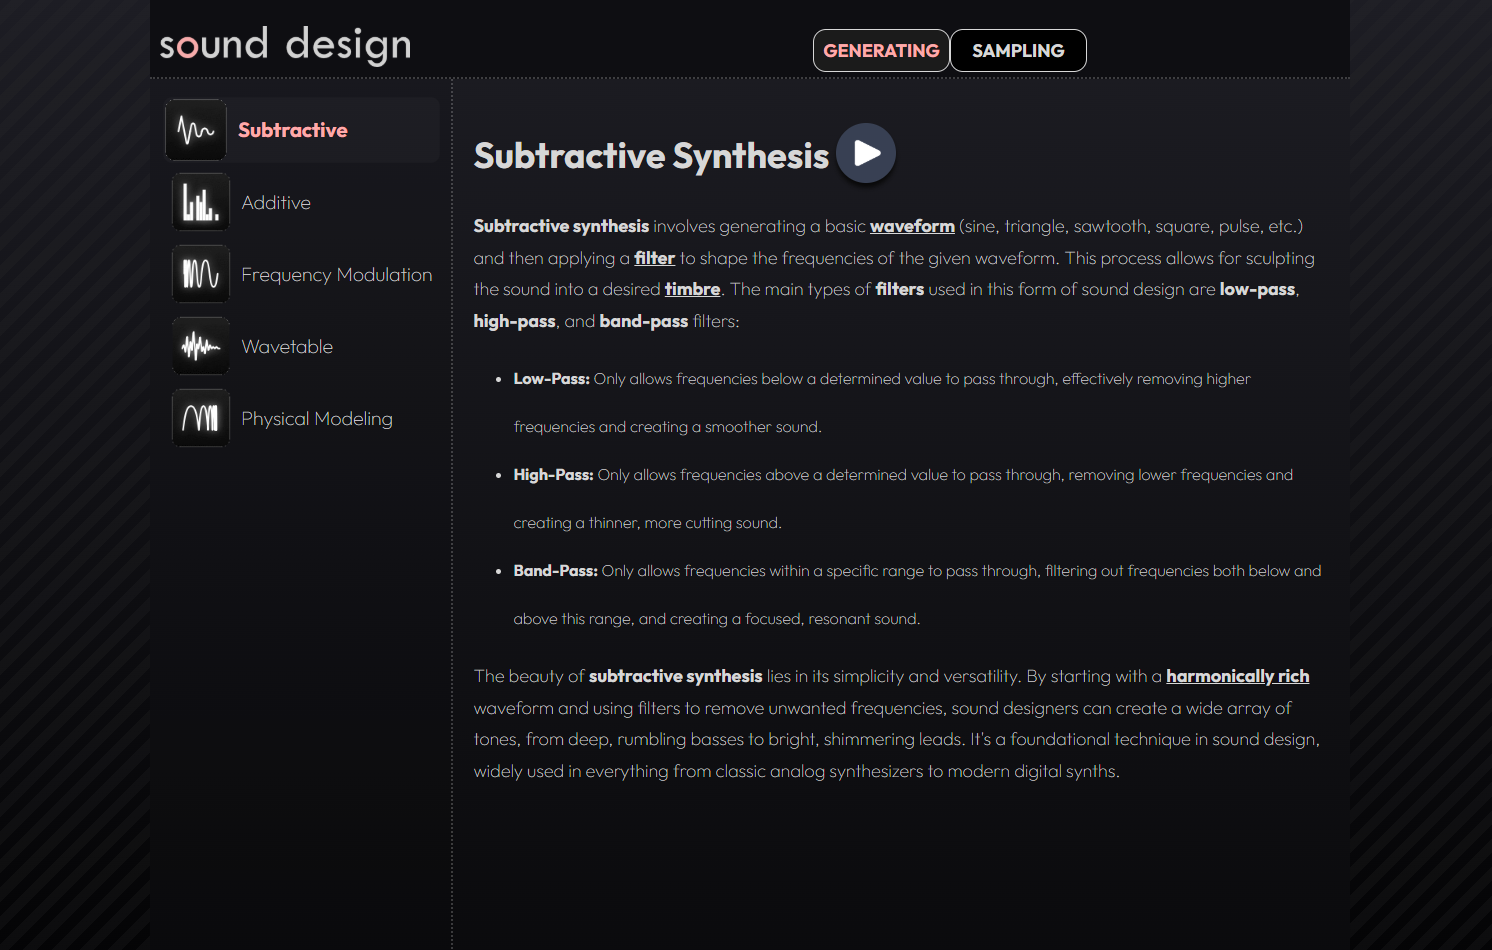 sound design
GENERATING
SAMPLING
Subtractive
Additive
Frequency Modulation
Wavetable
Physical Modeling
Subtractive Synthesis
Subtractive synthesis involves generating a basic waveform (sine, triangle, sawtooth, square, pulse, etc.)
and then applying a filter to shape the frequencies of the given waveform. This process allows for sculpting
the sound into a desired timbre. The main types of filters used in this form of sound design are low-pass,
high-pass, and band-pass filters:
• Low-Pass: Only allows frequencies below a determined value to pass through, effectively removing higher
frequencies and creating a smoother sound.
• High-Pass: Only allows frequencies above a determined value to pass through, removing lower frequencies and
creating a thinner, more cutting sound.
• Band-Pass: Only allows frequencies within a specific range to pass through, filtering out frequencies both below and
above this range, and creating a focused, resonant sound.
The beauty of subtractive synthesis lies in its simplicity and versatility. By starting with a harmonically rich
waveform and using filters to remove unwanted frequencies, sound designers can create a wide array of
tones, from deep, rumbling basses to bright, shimmering leads. It's a foundational technique in sound design,
widely used in everything from classic analog synthesizers to modern digital synths.